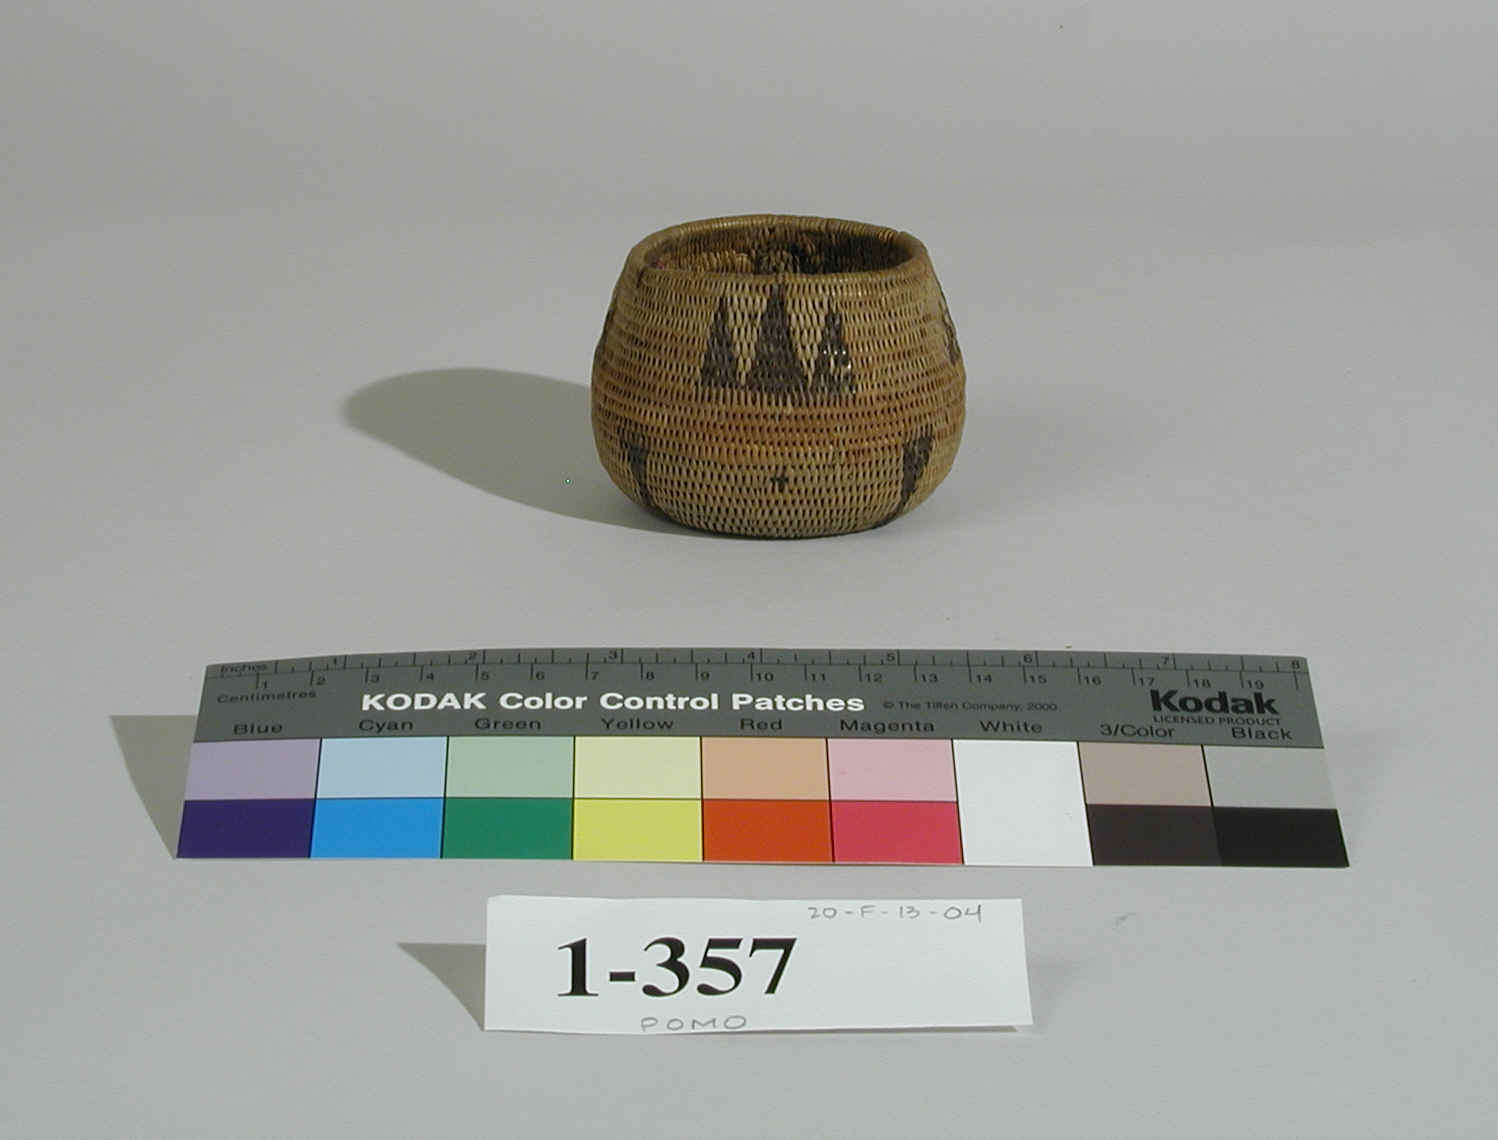 Inches 1 2 3 4 5 6 7 8
Centimetres 1 2 3 4 5 6 7 8 9 10 11 12 13 14 15 16 17 18 19
KODAK Color Control Patches © The Tiffen Company, 2000 Kodak
LICENSED PRODUCT
Blue Cyan Green Yellow Red Magenta White 3/Color Black
20-F-13-04
1-357
POMO